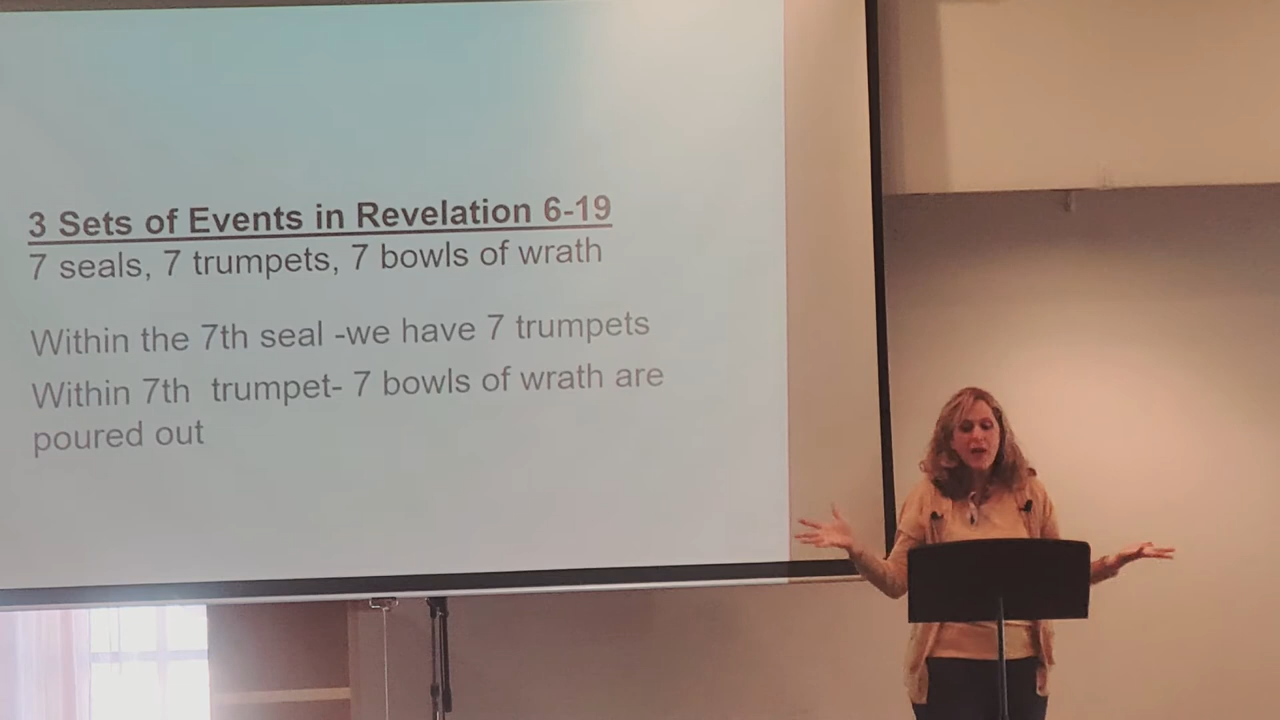 3 Sets of Events in Revelation 6-19
7 seals, 7 trumpets, 7 bowls of wrath
Within the 7th seal -we have 7 trumpets
Within 7th  trumpet- 7 bowls of wrath are
poured out